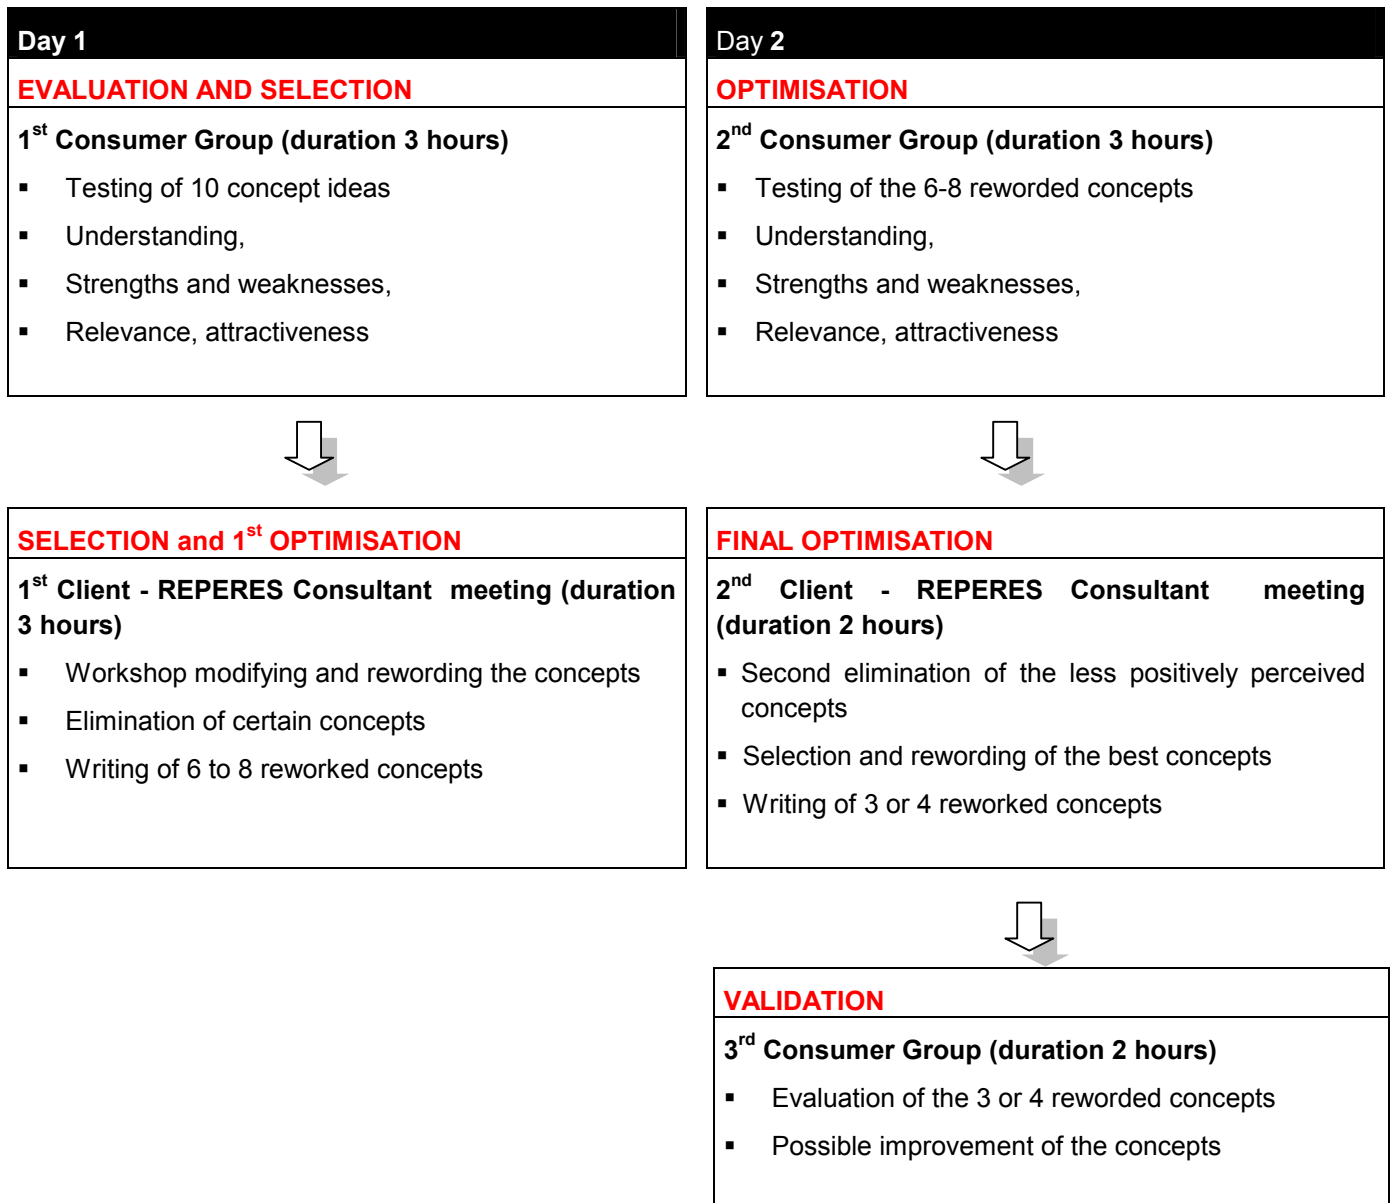 Day 1
EVALUATION AND SELECTION
1st Consumer Group (duration 3 hours)
▪ Testing of 10 concept ideas
▪ Understanding,
▪ Strengths and weaknesses,
▪ Relevance, attractiveness
SELECTION and 1st OPTIMISATION
1st Client - REPERES Consultant meeting (duration
3 hours)
▪ Workshop modifying and rewording the concepts
▪ Elimination of certain concepts
▪ Writing of 6 to 8 reworked concepts
Day 2
OPTIMISATION
2nd Consumer Group (duration 3 hours)
▪ Testing of the 6-8 reworded concepts
▪ Understanding,
▪ Strengths and weaknesses,
▪ Relevance, attractiveness
FINAL OPTIMISATION
2nd Client - REPERES Consultant meeting
(duration 2 hours)
▪ Second elimination of the less positively perceived
concepts
▪ Selection and rewording of the best concepts
▪ Writing of 3 or 4 reworked concepts
VALIDATION
3rd Consumer Group (duration 2 hours)
▪ Evaluation of the 3 or 4 reworded concepts
▪ Possible improvement of the concepts